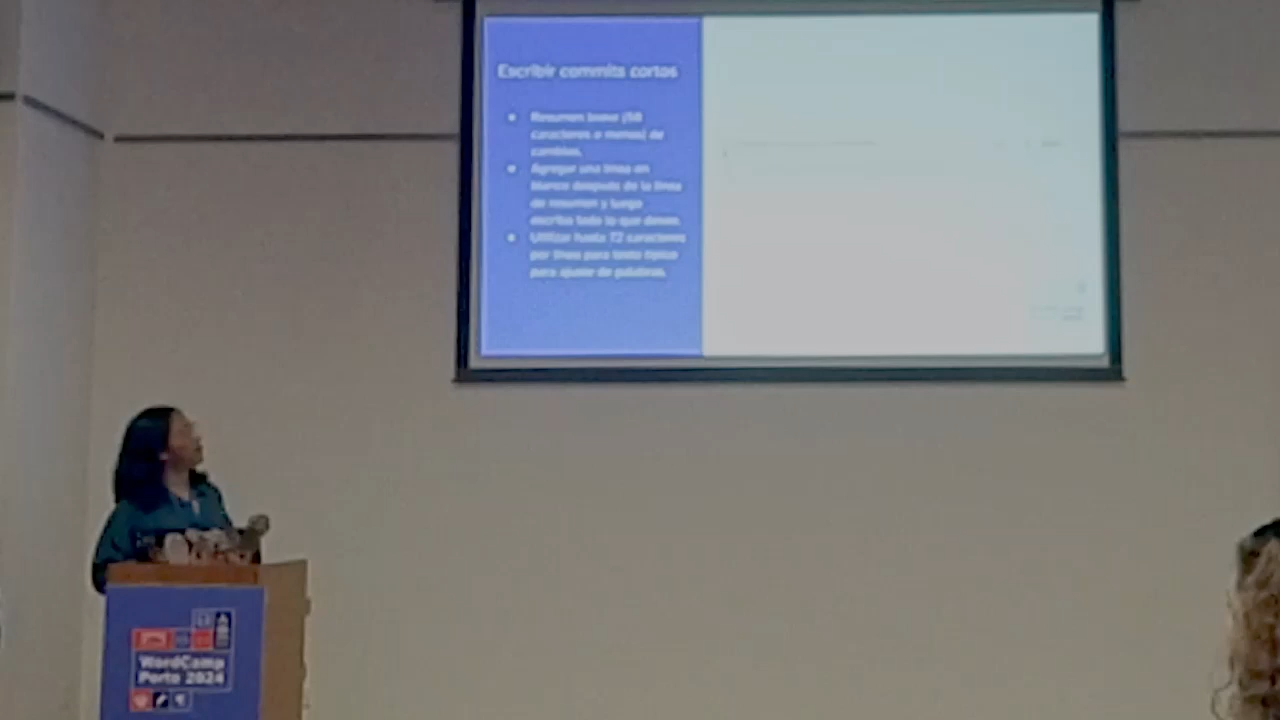 Escribir commits cortos
Resumen breve (50
caracteres o menos) de
cambios.
Agregar una línea en
blanco después de la línea
de resumen y luego
escriba todo lo que desee.
Utilizar hasta 72 caracteres
por línea para texto típico
para ajuste de palabras.
WordCamp
Porto 2024